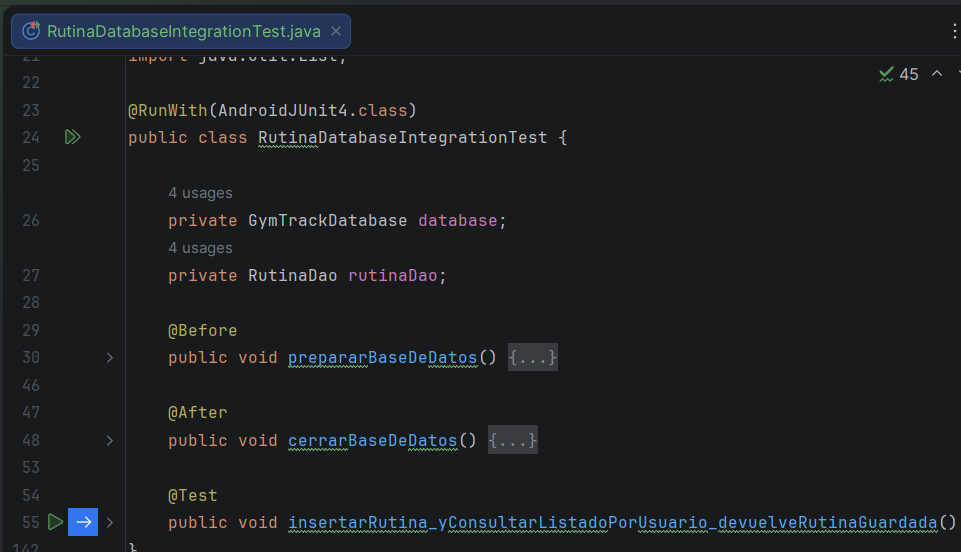 RutinaDatabaseIntegrationTest.java
21 import java.util.List;
45
22
23 @RunWith(AndroidJUnit4.class)
24 public class RutinaDatabaseIntegrationTest {
25
4 usages
26 private GymTrackDatabase database;
4 usages
27 private RutinaDao rutinaDao;
28
29 @Before
30 public void prepararBaseDeDatos() {...}
46
47 @After
48 public void cerrarBaseDeDatos() {...}
53
54 @Test
55 public void insertarRutina_yConsultarListadoPorUsuario_devuelveRutinaGuardada()
142 }